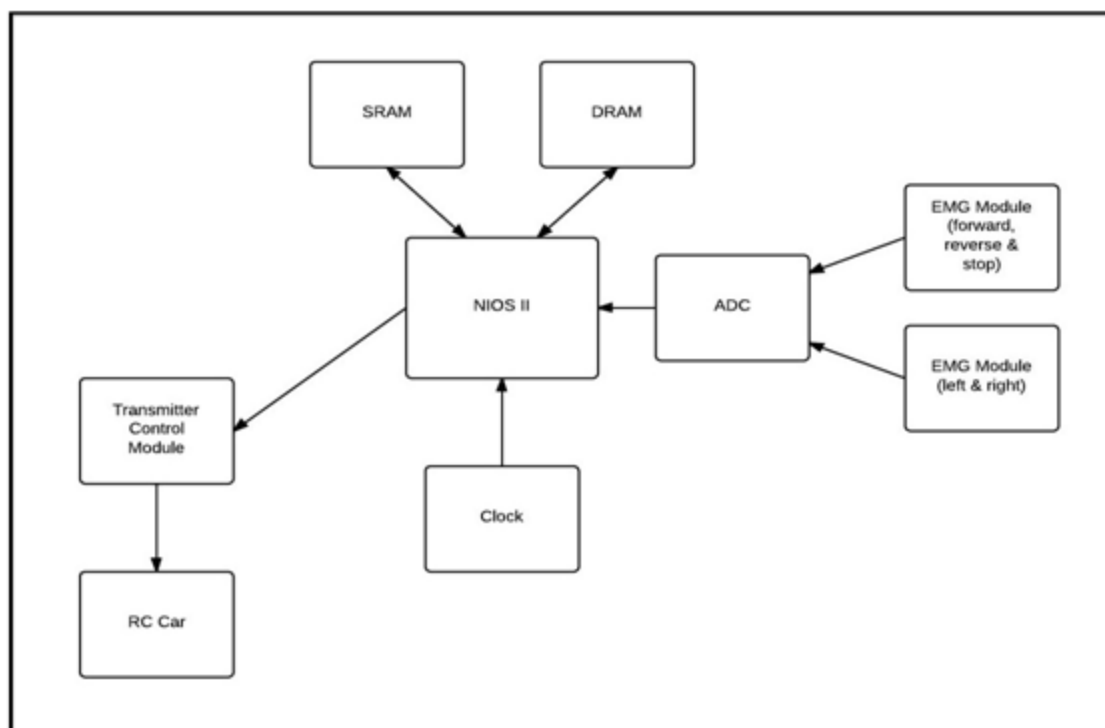 SRAM
DRAM
EMG Module
(forward,
reverse &
stop)
NIOS II
ADC
EMG Module
(left & right)
Transmitter
Control
Module
Clock
RC Car